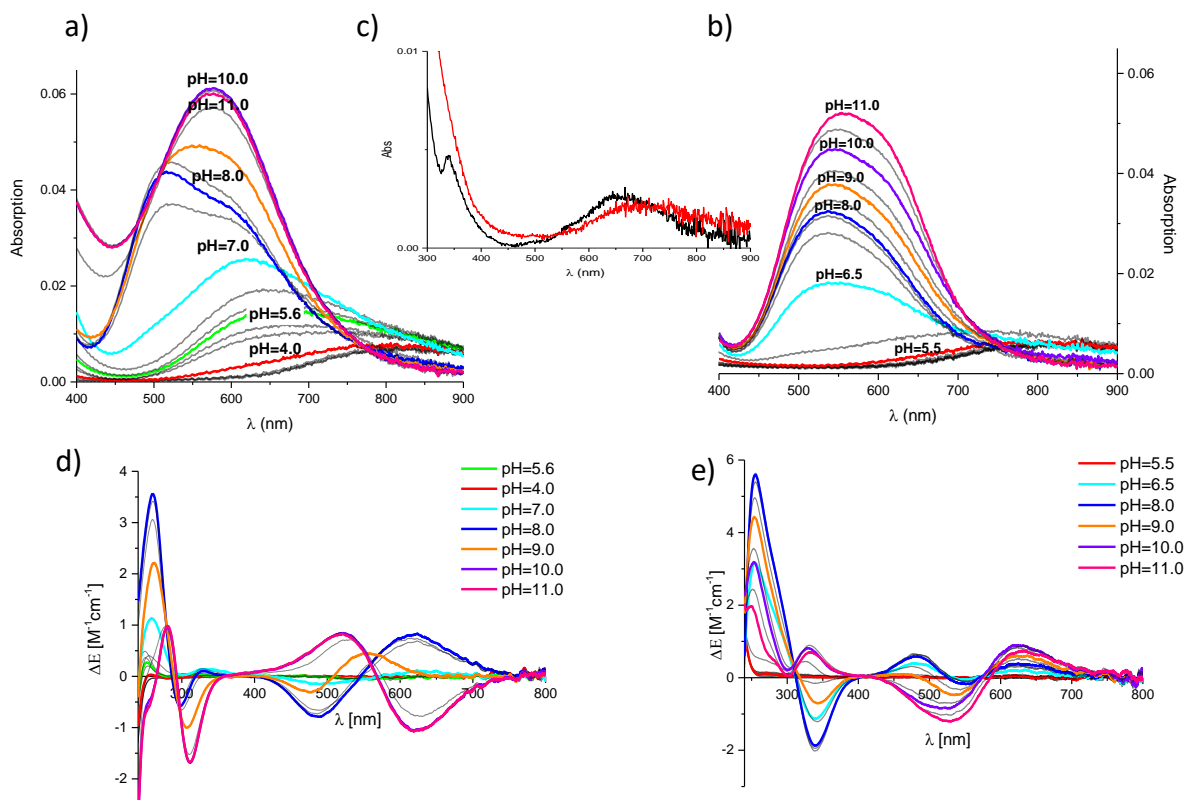 a)
c)
b)
pH=10.0
pH=11.0
pH=8.0
pH=7.0
pH=5.6
pH=4.0
Absorption
0.06
0.04
0.02
0.00
400 500 600 700 800 900
λ (nm)
0.01
Abs
0.00
300 400 500 600 700 800 900
λ (nm)
pH=11.0
pH=10.0
pH=9.0
pH=8.0
pH=6.5
pH=5.5
0.06
0.04
0.02
0.00
Absorption
400 500 600 700 800 900
λ (nm)
d)
4
3
2
1
0
-1
-2
ΔE [M⁻¹cm⁻¹]
300 400 500 600 700 800
λ [nm]
pH=5.6
pH=4.0
pH=7.0
pH=8.0
pH=9.0
pH=10.0
pH=11.0
e)
6
4
2
0
-2
ΔE [M⁻¹cm⁻¹]
300 400 500 600 700 800
λ [nm]
pH=5.5
pH=6.5
pH=8.0
pH=9.0
pH=10.0
pH=11.0